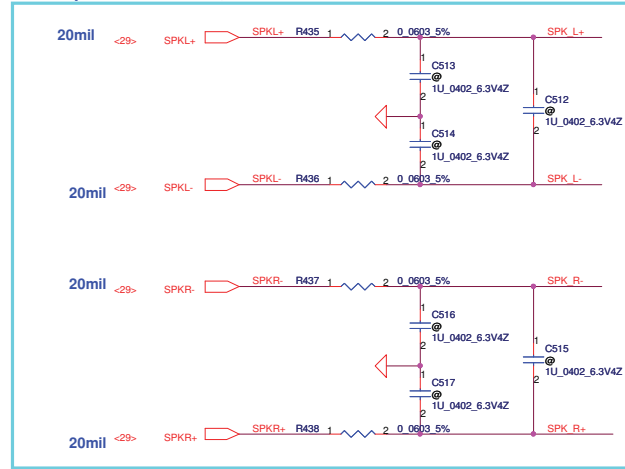 20mil <29> SPKL+ SPKL+ R435 1 2 0_0603_5% SPK_L+
1
C513
@
1U_0402_6.3V4Z
2
1
C512
@
1U_0402_6.3V4Z
2
1
C514
@
1U_0402_6.3V4Z
2
20mil <29> SPKL- SPKL- R436 1 2 0_0603_5% SPK_L-
20mil <29> SPKR- SPKR- R437 1 2 0_0603_5% SPK_R-
1
C516
@
1U_0402_6.3V4Z
2
1
C515
@
1U_0402_6.3V4Z
2
1
C517
@
1U_0402_6.3V4Z
2
20mil <29> SPKR+ SPKR+ R438 1 2 0_0603_5% SPK_R+